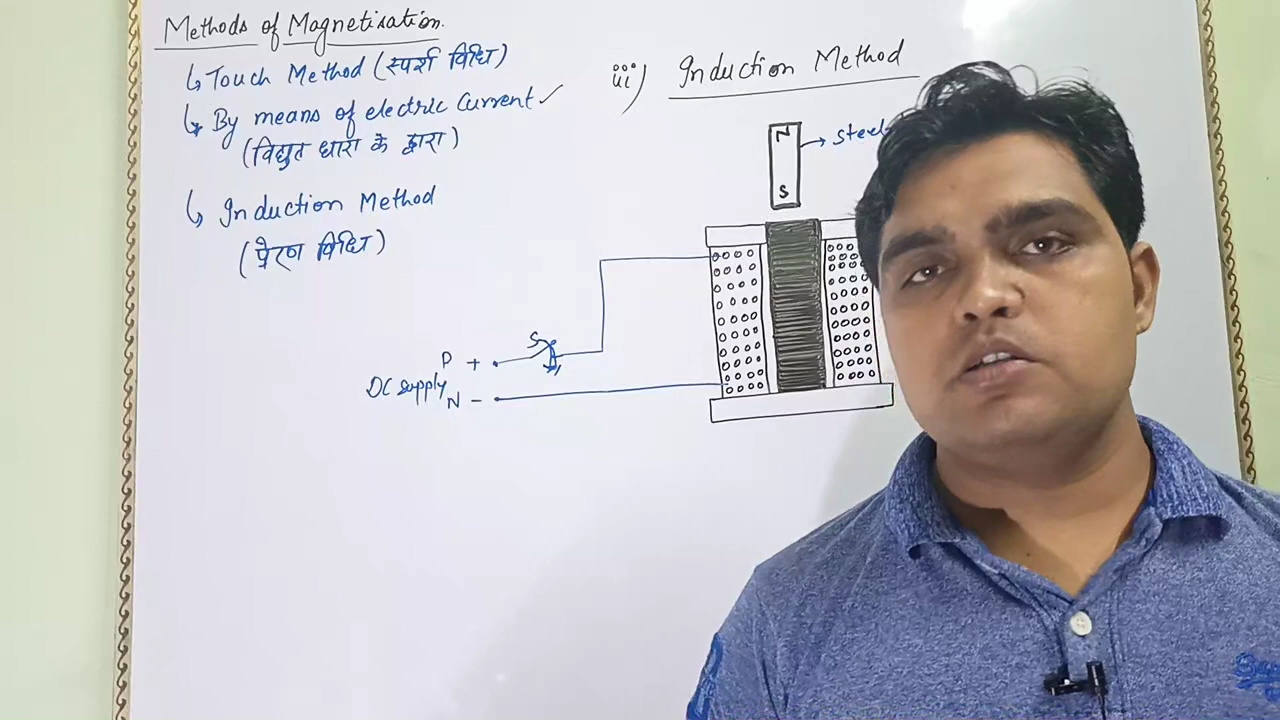 Methods of Magnetisation.
↳ Touch Method (स्पर्श विधि)
↳ By means of electric Current ✓
(विद्युत धारा के द्वारा)
↳ Induction Method
(प्रेरण विधि)
iii) Induction Method
N
→ steel
S
S
P +
DC supply
N -